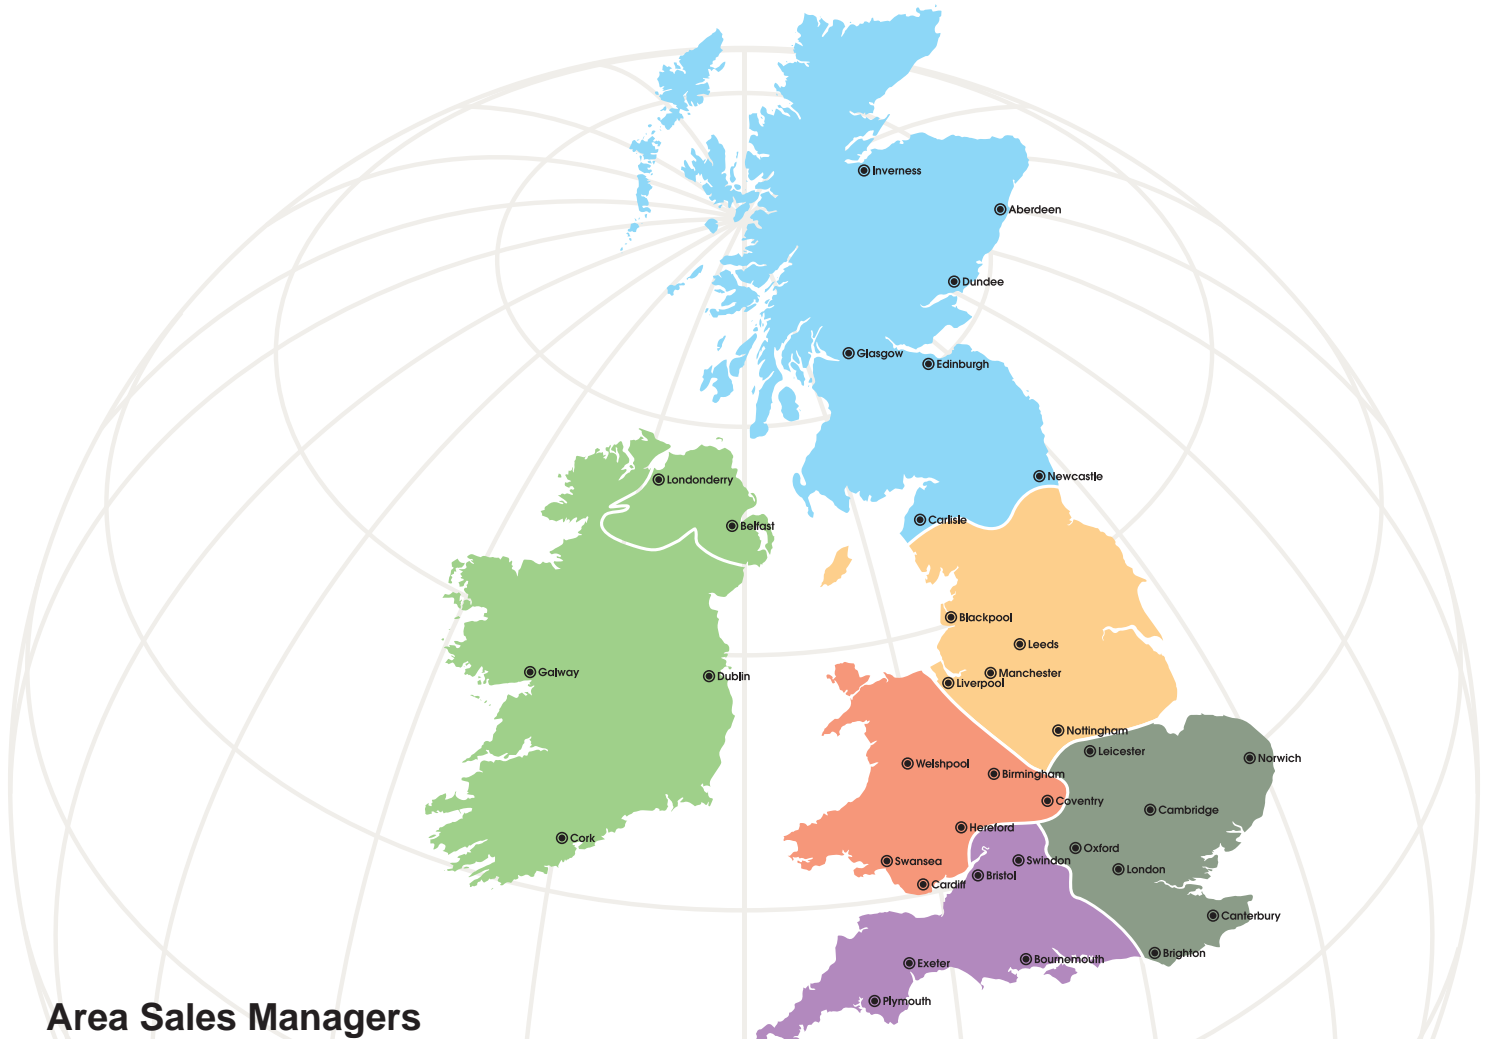 Inverness
Aberdeen
Dundee
Glasgow
Edinburgh
Newcastle
Londonderry
Carlisle
Belfast
Blackpool
Leeds
Galway
Dublin
Manchester
Liverpool
Nottingham
Leicester
Norwich
Welshpool
Birmingham
Coventry
Cambridge
Hereford
Cork
Oxford
Swansea
Swindon
London
Bristol
Cardiff
Canterbury
Brighton
Exeter
Bournemouth
Plymouth
Area Sales Managers